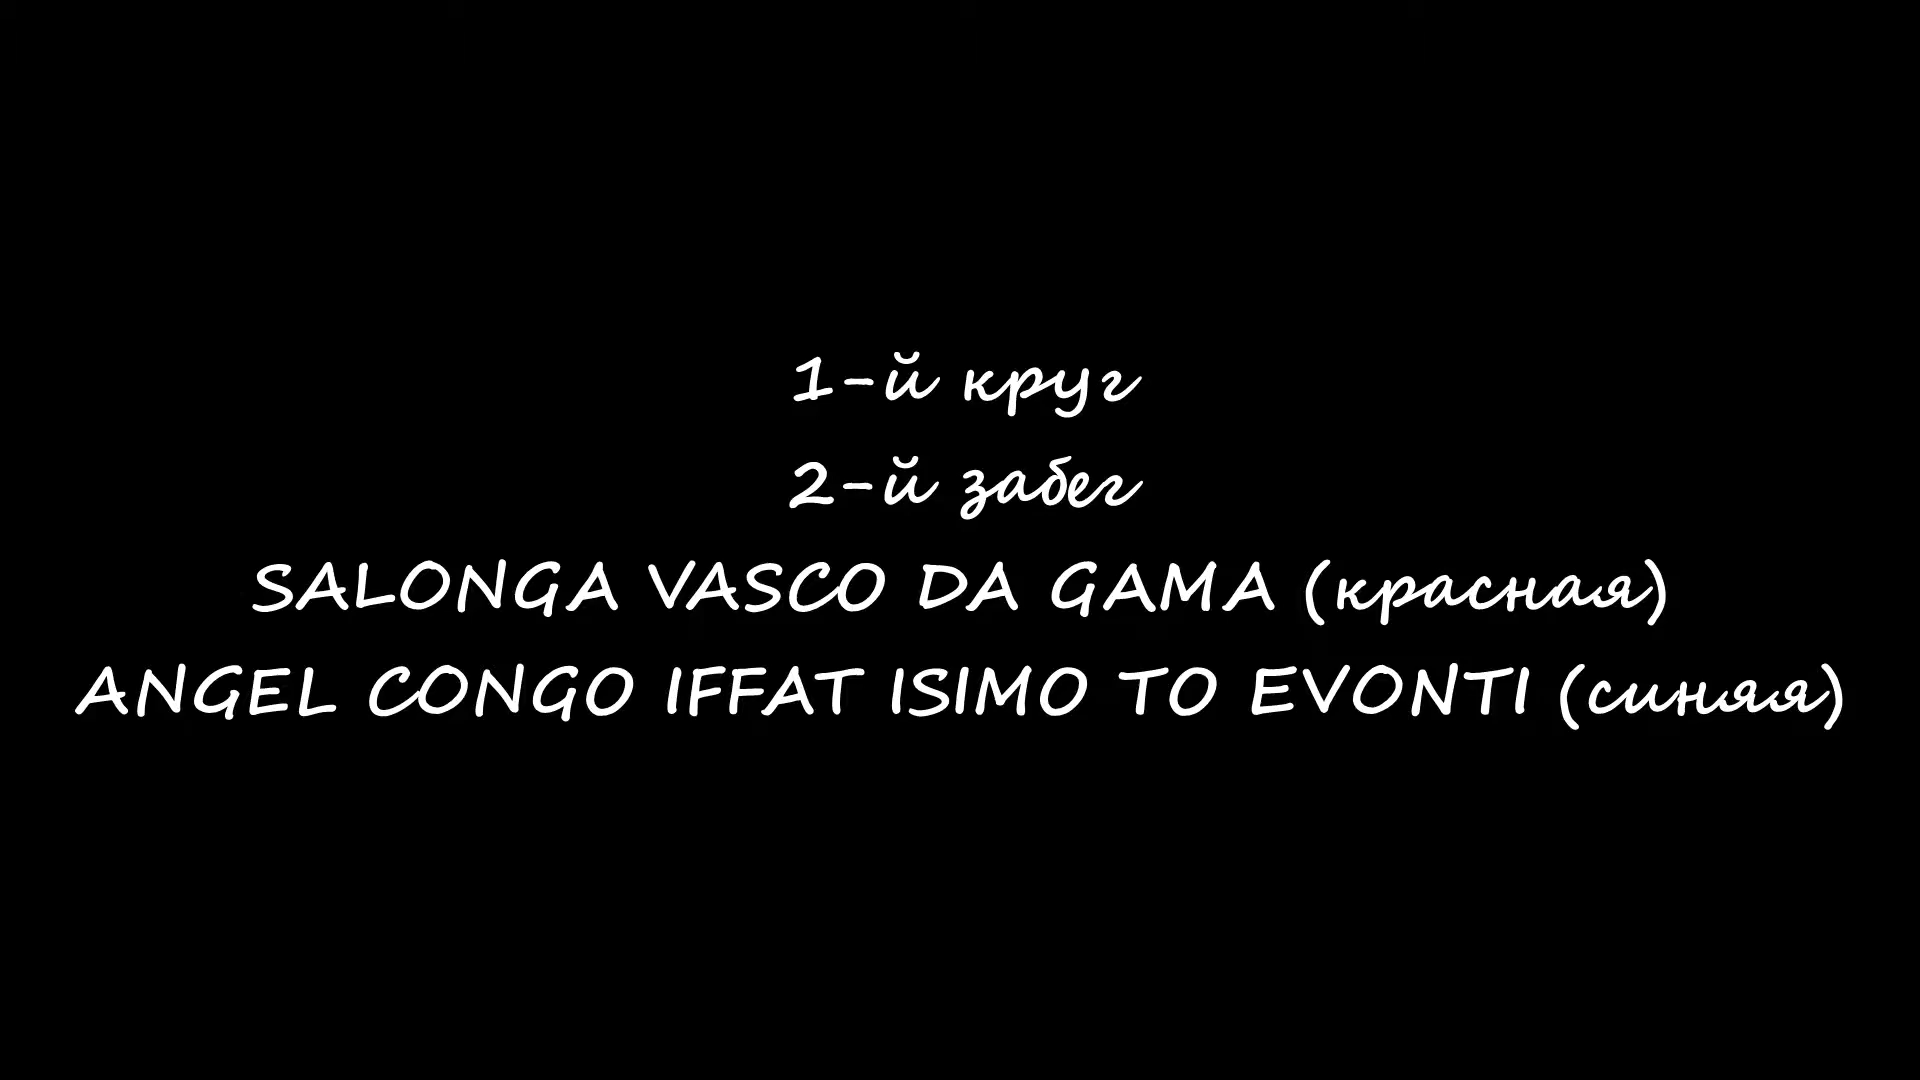 1-й круг
2-й забег
SALONGA VASCO DA GAMA (красная)
ANGEL CONGO IFFAT ISIMO TO EVONTI (синяя)